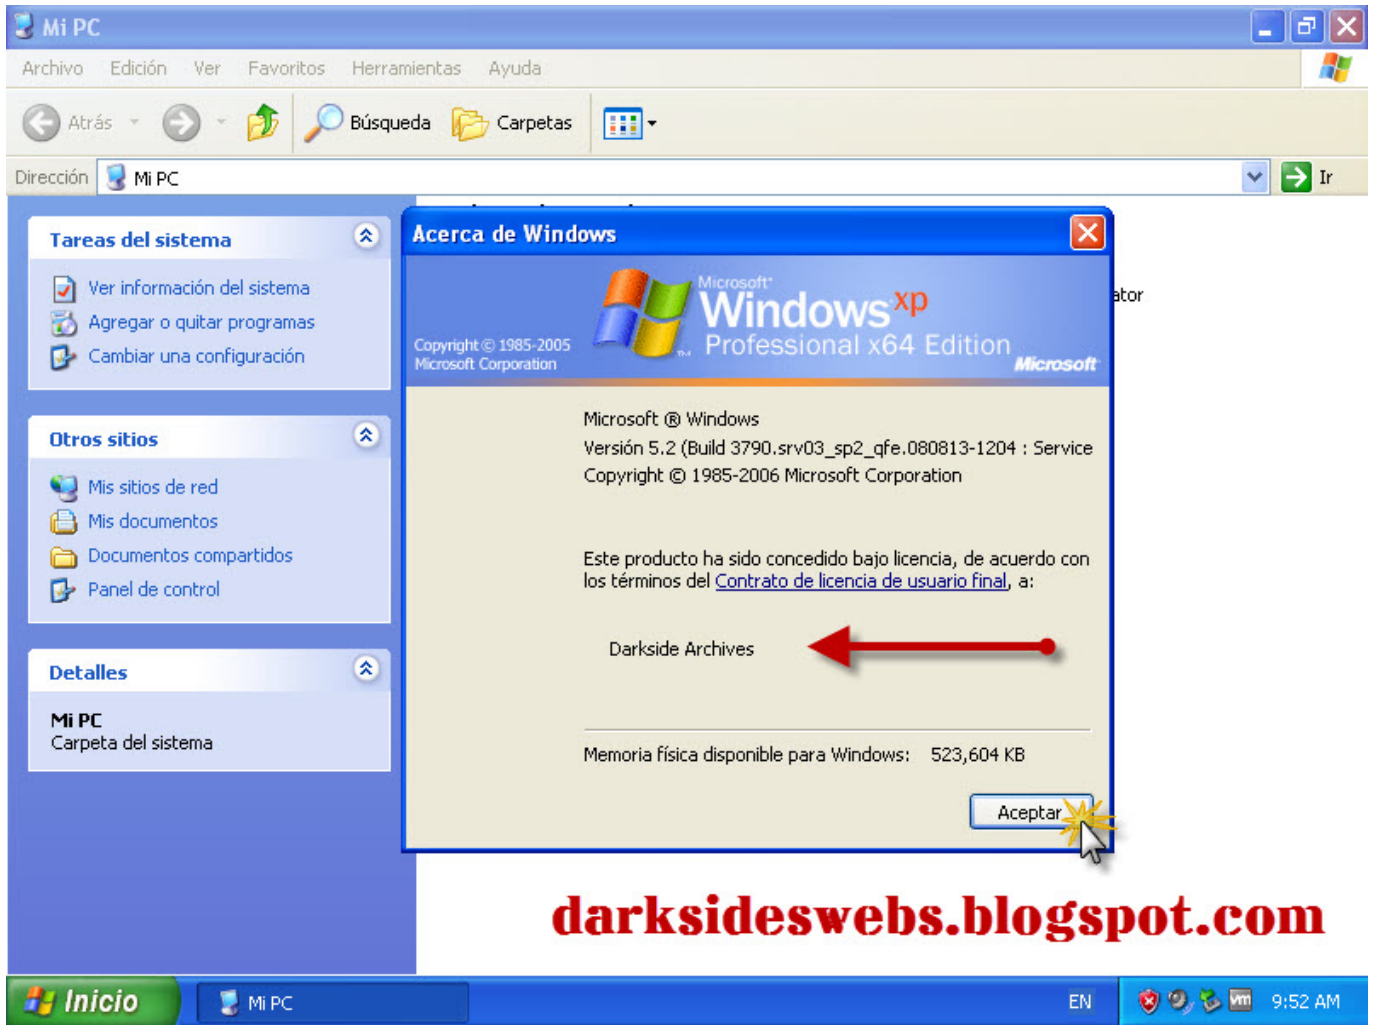 Mi PC
Archivo Edición Ver Favoritos Herramientas Ayuda
Atrás Búsqueda Carpetas
Dirección Mi PC Ir
Tareas del sistema
Ver información del sistema
Agregar o quitar programas
Cambiar una configuración
Otros sitios
Mis sitios de red
Mis documentos
Documentos compartidos
Panel de control
Detalles
Mi PC
Carpeta del sistema
Acerca de Windows
Microsoft
Windows xp
Professional x64 Edition
Copyright © 1985-2005
Microsoft Corporation
Microsoft
Microsoft ® Windows
Versión 5.2 (Build 3790.srv03_sp2_qfe.080813-1204 : Service
Copyright © 1985-2006 Microsoft Corporation
Este producto ha sido concedido bajo licencia, de acuerdo con
los términos del Contrato de licencia de usuario final, a:
Darkside Archives
Memoria física disponible para Windows: 523,604 KB
Aceptar
ator
darksideswebs.blogspot.com
Inicio Mi PC EN vm 9:52 AM